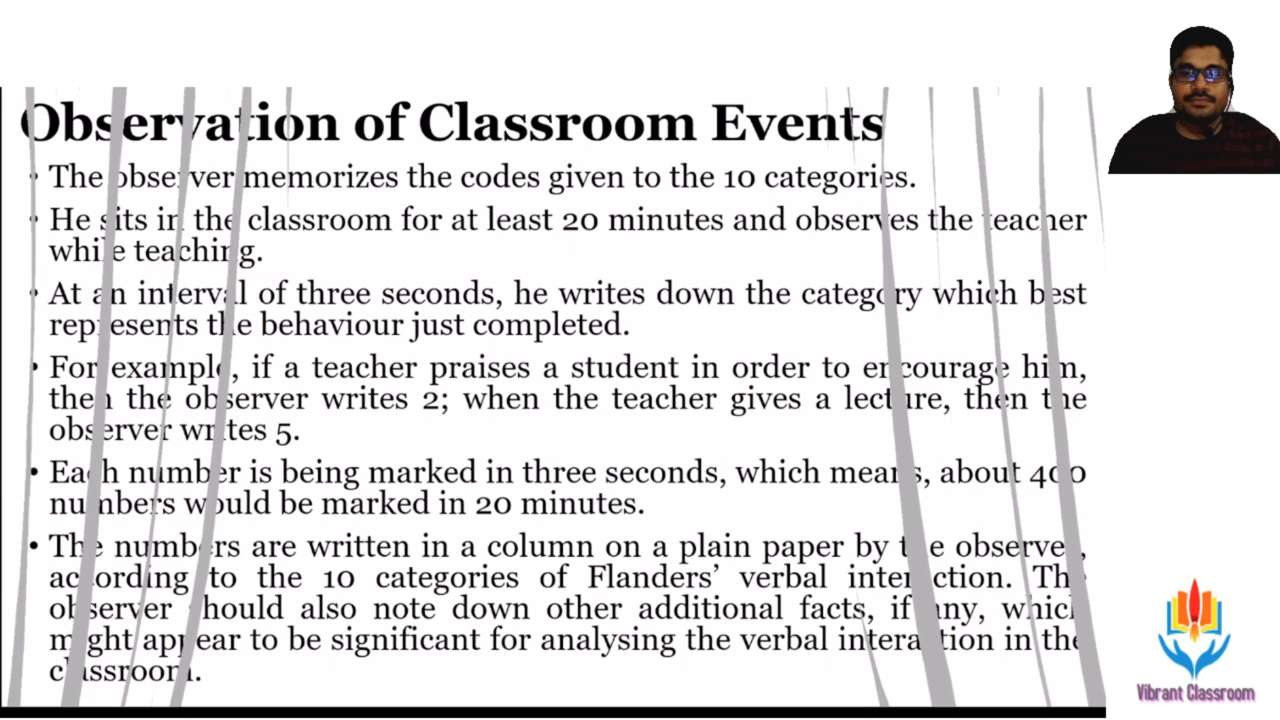 Observation of Classroom Events
• The observer memorizes the codes given to the 10 categories.
• He sits in the classroom for at least 20 minutes and observes the teacher
while teaching.
• At an interval of three seconds, he writes down the category which best
represents the behaviour just completed.
• For example, if a teacher praises a student in order to encourage him,
then the observer writes 2; when the teacher gives a lecture, then the
observer writes 5.
• Each number is being marked in three seconds, which means, about 400
numbers would be marked in 20 minutes.
• The numbers are written in a column on a plain paper by the observer,
according to the 10 categories of Flanders' verbal interaction. The
observer should also note down other additional facts, if any, which
might appear to be significant for analysing the verbal interaction in the
classroom.
Vibrant Classroom